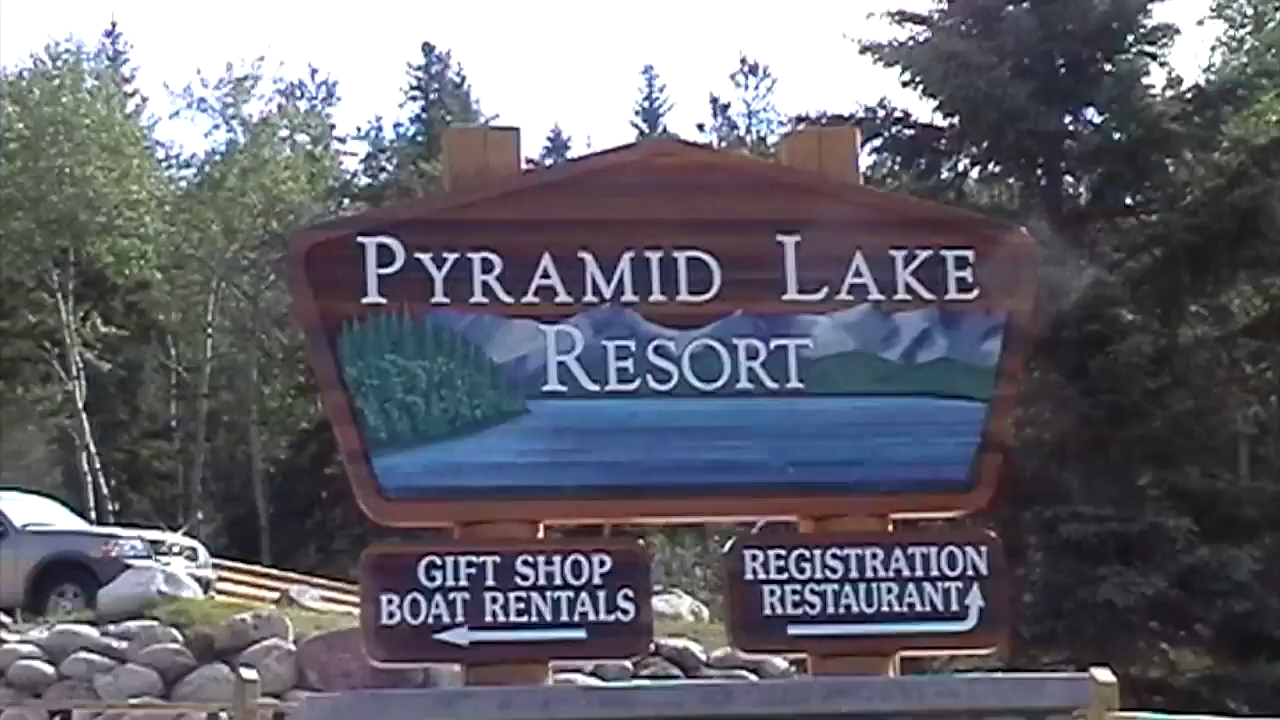 PYRAMID LAKE
RESORT
GIFT SHOP
BOAT RENTALS
REGISTRATION
RESTAURANT